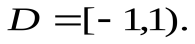 D = [- 1,1).